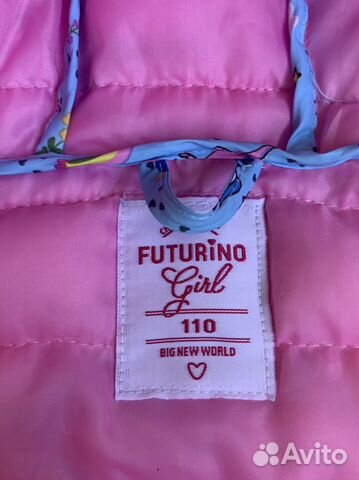 FUTURiNO
Girl
110
BIG NEW WORLD
Avito